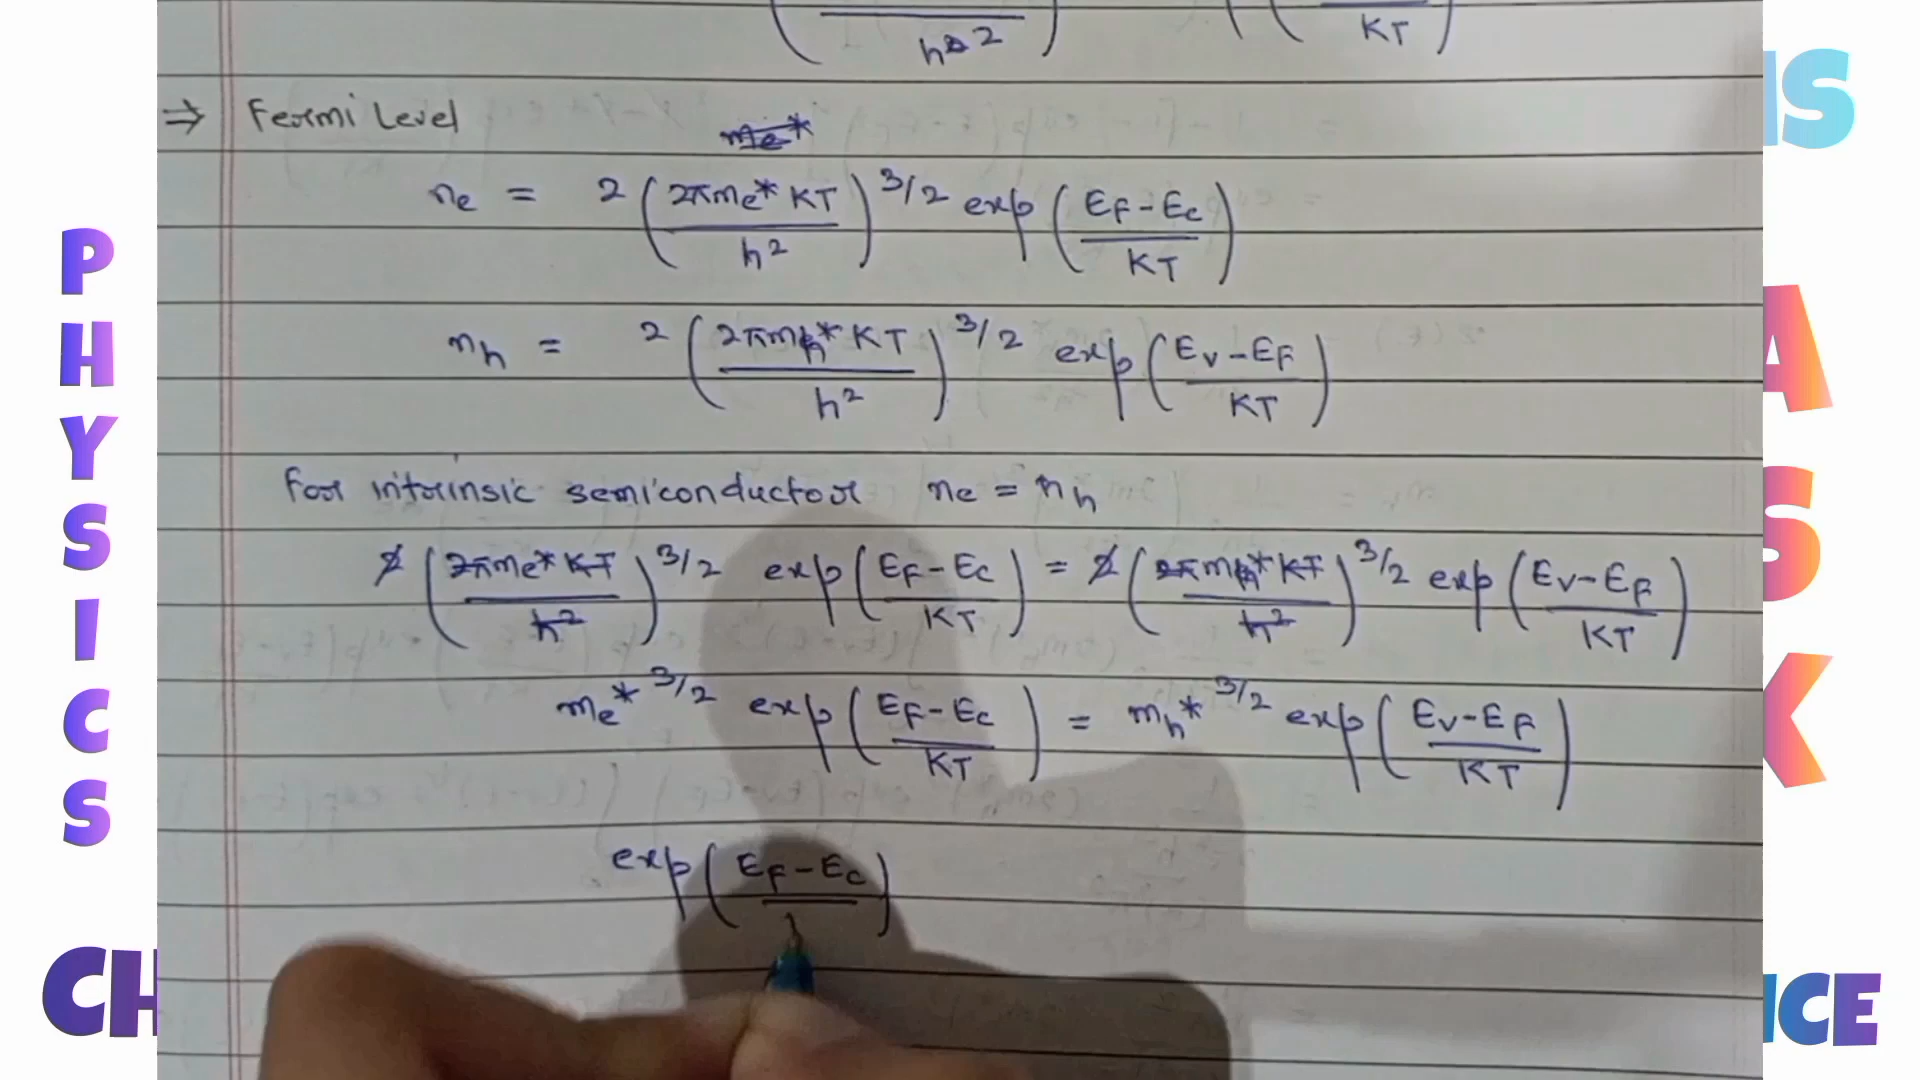 h² KT
⇒ Fermi Level
me*
ne = 2 (2πme* KT / h²)^3/2 exp (EF - Ec / KT)
nh = 2 (2πmh* KT / h²)^3/2 exp (Ev - EF / KT)
For intrinsic semiconductor ne = nh
2 (2πme* KT / h²)^3/2 exp (EF - Ec / KT) = 2 (2πmh* KT / h²)^3/2 exp (Ev - EF / KT)
me*^3/2 exp (EF - Ec / KT) = mh*^3/2 exp (Ev - EF / KT)
exp (EF - Ec)
PHYSICS
CH
NS
ASK
ICE